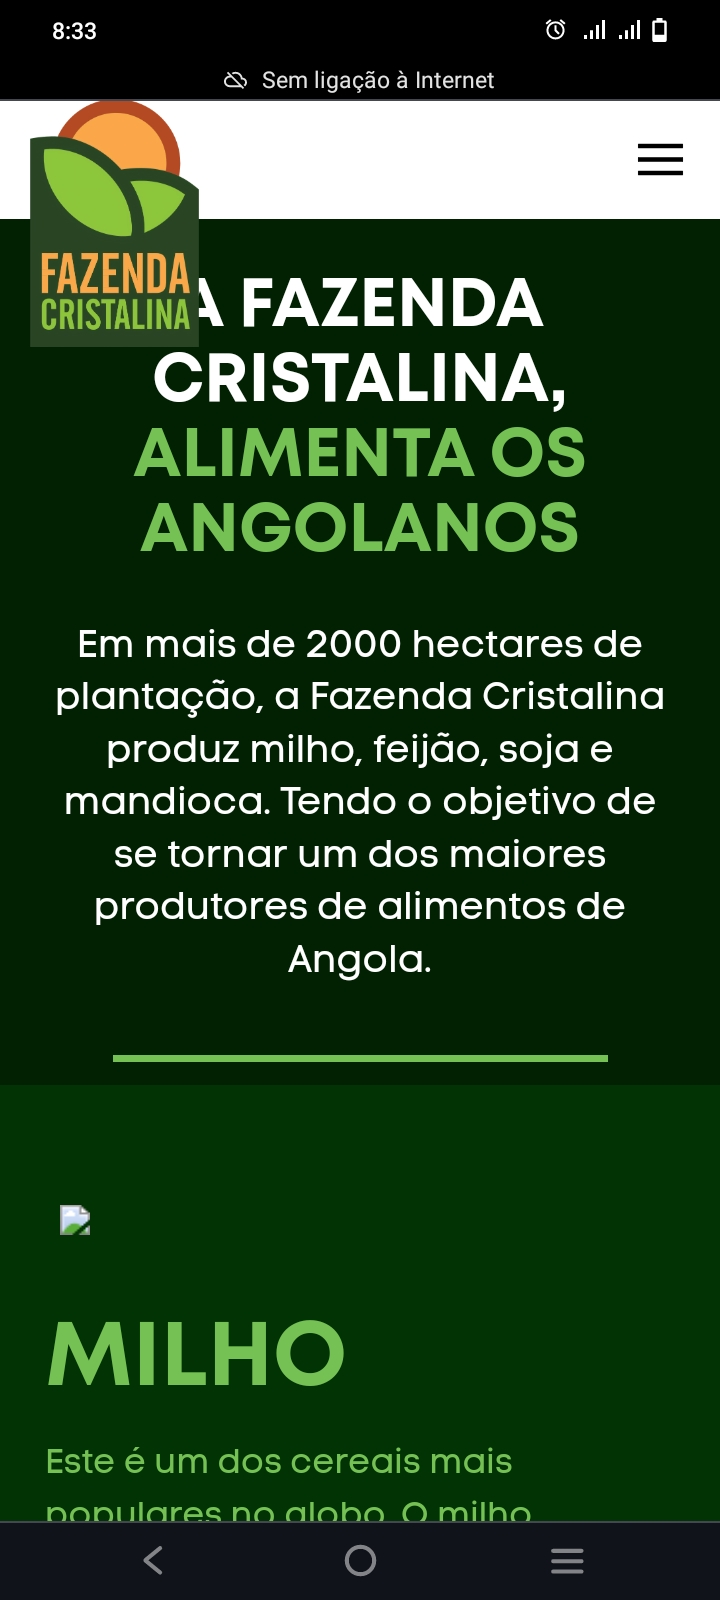 8:33
Sem ligação à Internet
FAZENDA
CRISTALINA
A FAZENDA
CRISTALINA,
ALIMENTA OS
ANGOLANOS
Em mais de 2000 hectares de
plantação, a Fazenda Cristalina
produz milho, feijão, soja e
mandioca. Tendo o objetivo de
se tornar um dos maiores
produtores de alimentos de
Angola.
MILHO
Este é um dos cereais mais
populares no globo. O milho